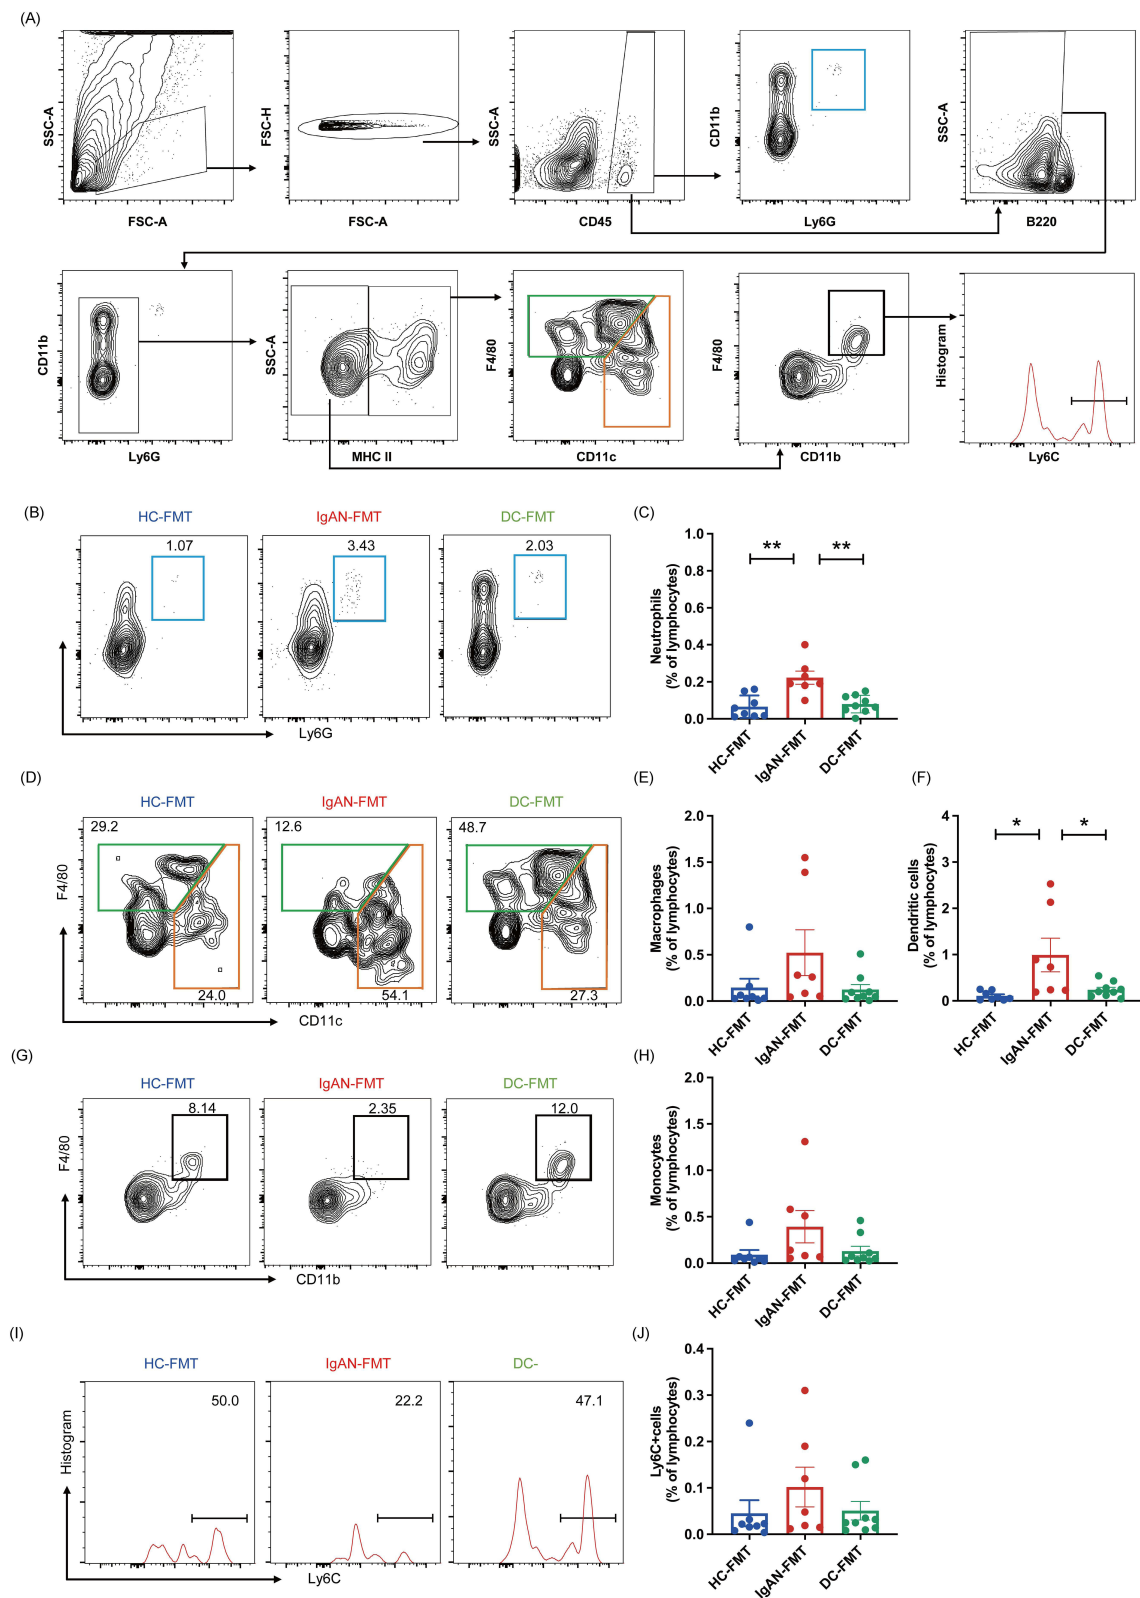 (A)
SSC-A
FSC-A
FSC-H
FSC-A
SSC-A
CD45
CD11b
Ly6G
SSC-A
B220
CD11b
Ly6G
SSC-A
MHC II
F4/80
CD11c
F4/80
CD11b
Histogram
Ly6C
(B)
HC-FMT
IgAN-FMT
DC-FMT
1.07
3.43
2.03
Ly6G
(C)
Neutrophils
(% of lymphocytes)
1.0
0.8
0.6
0.4
0.2
0.0
**
**
HC-FMT
IgAN-FMT
DC-FMT
(D)
HC-FMT
IgAN-FMT
DC-FMT
29.2
12.6
48.7
24.0
54.1
27.3
F4/80
CD11c
(E)
Macrophages
(% of lymphocytes)
2.0
1.5
1.0
0.5
0.0
HC-FMT
IgAN-FMT
DC-FMT
(F)
Dendritic cells
(% of lymphocytes)
4
3
2
1
0
*
*
HC-FMT
IgAN-FMT
DC-FMT
(G)
HC-FMT
IgAN-FMT
DC-FMT
8.14
2.35
12.0
F4/80
CD11b
(H)
Monocytes
(% of lymphocytes)
2.0
1.5
1.0
0.5
0.0
HC-FMT
IgAN-FMT
DC-FMT
(I)
HC-FMT
IgAN-FMT
DC-
50.0
22.2
47.1
Histogram
Ly6C
(J)
Ly6C+cells
(% of lymphocytes)
0.4
0.3
0.2
0.1
0.0
HC-FMT
IgAN-FMT
DC-FMT